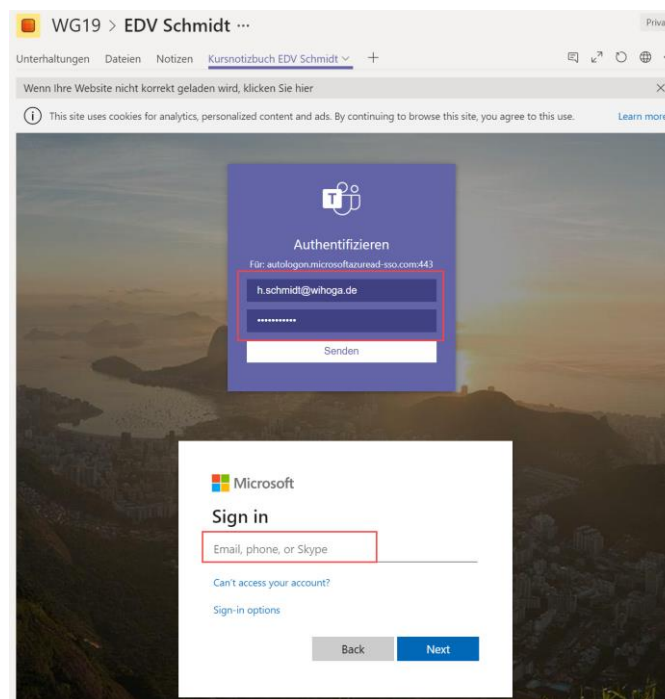 WG19 > EDV Schmidt ···
Unterhaltungen Dateien Notizen Kursnotizbuch EDV Schmidt +
Wenn Ihre Website nicht korrekt geladen wird, klicken Sie hier
This site uses cookies for analytics, personalized content and ads. By continuing to browse this site, you agree to this use. Learn more
T
Authentifizieren
Für: autologon.microsoftazuread-sso.com:443
h.schmidt@wihoga.de
•••••••••••
Senden
Microsoft
Sign in
Email, phone, or Skype
Can't access your account?
Sign-in options
Back Next